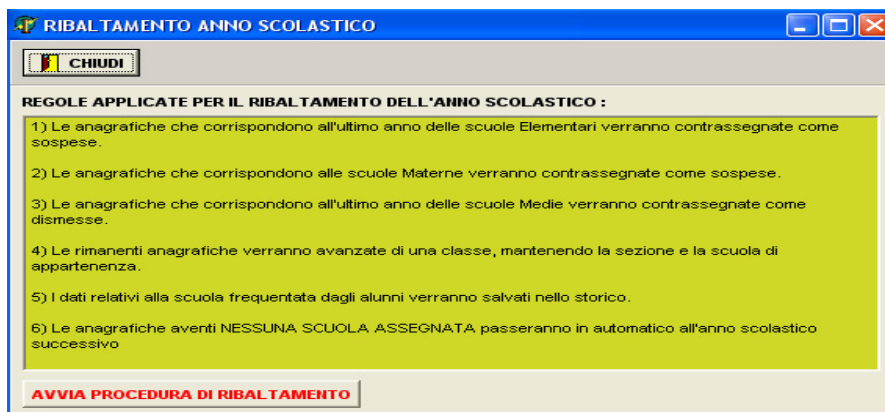 RIBALTAMENTO ANNO SCOLASTICO
CHIUDI
REGOLE APPLICATE PER IL RIBALTAMENTO DELL'ANNO SCOLASTICO :
1) Le anagrafiche che corrispondono all'ultimo anno delle scuole Elementari verranno contrassegnate come
sospese.
2) Le anagrafiche che corrispondono alle scuole Materne verranno contrassegnate come sospese.
3) Le anagrafiche che corrispondono all'ultimo anno delle scuole Medie verranno contrassegnate come
dismesse.
4) Le rimanenti anagrafiche verranno avanzate di una classe, mantenendo la sezione e la scuola di
appartenenza.
5) I dati relativi alla scuola frequentata dagli alunni verranno salvati nello storico.
6) Le anagrafiche aventi NESSUNA SCUOLA ASSEGNATA passeranno in automatico all'anno scolastico
successivo
AVVIA PROCEDURA DI RIBALTAMENTO